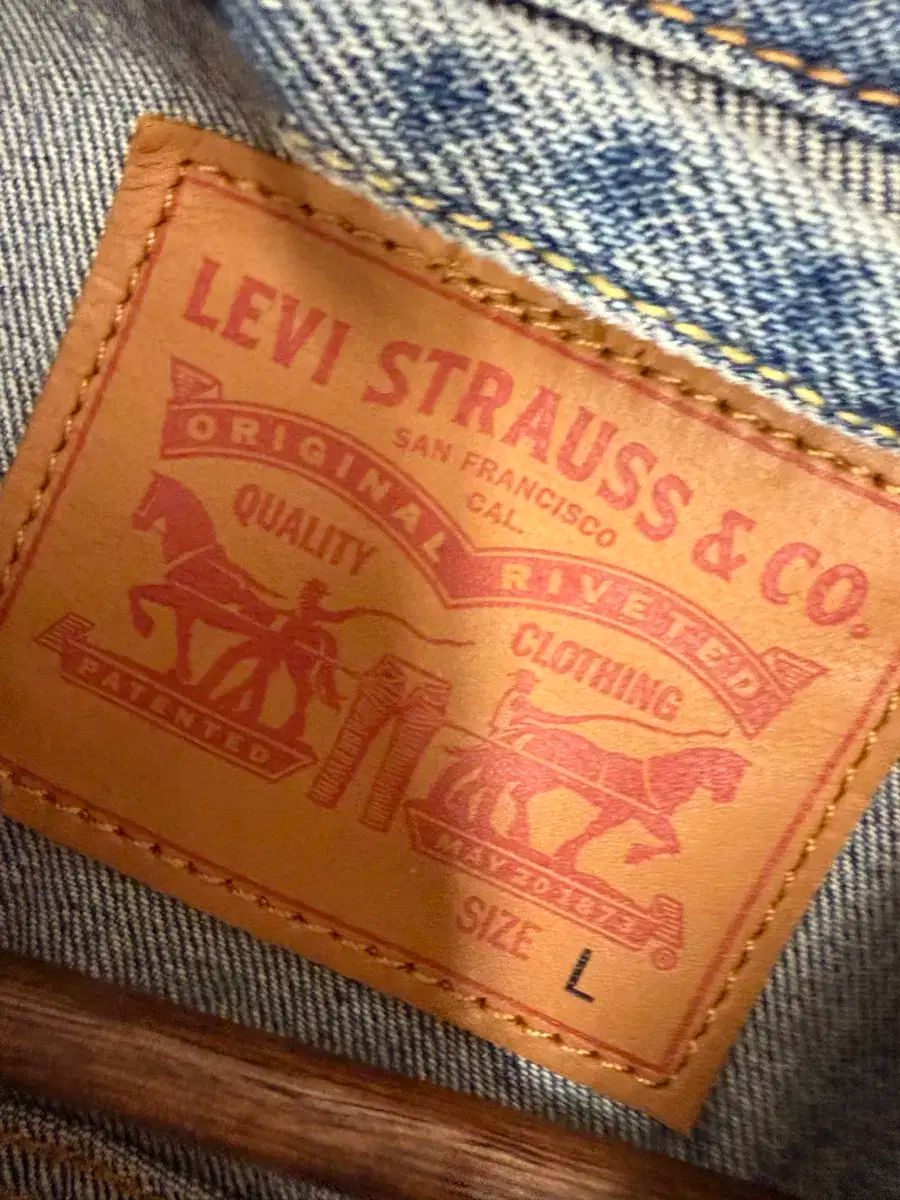 LEVI STRAUSS & CO.
SAN FRANCISCO
CAL.
ORIGINAL RIVETED
QUALITY CLOTHING
PATENTED
MAY 20 1873
®
SIZE L